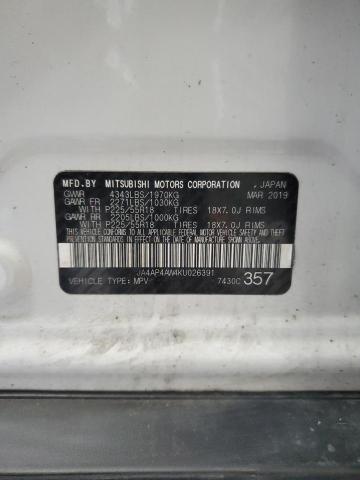 MFD.BY MITSUBISHI MOTORS CORPORATION , JAPAN
GVWR 4343LBS/1970KG MAR 2019
GAWR FR 2271LBS/1030KG
WITH P225/55R18 TIRES 18X7.0J RIMS
GAWR RR 2205LBS/1000KG
WITH P225/55R18 TIRES 18X7.0J RIMS
THIS VEHICLE CONFORMS TO ALL APPLICABLE FEDERAL
MOTOR VEHICLE SAFETY
STANDARDS IN EFFECT ON THE DATE OF MANUFACTURE SHOWN ABOVE.
JA4AP4AW4KU026391
VEHICLE TYPE: MPV 7430C 357